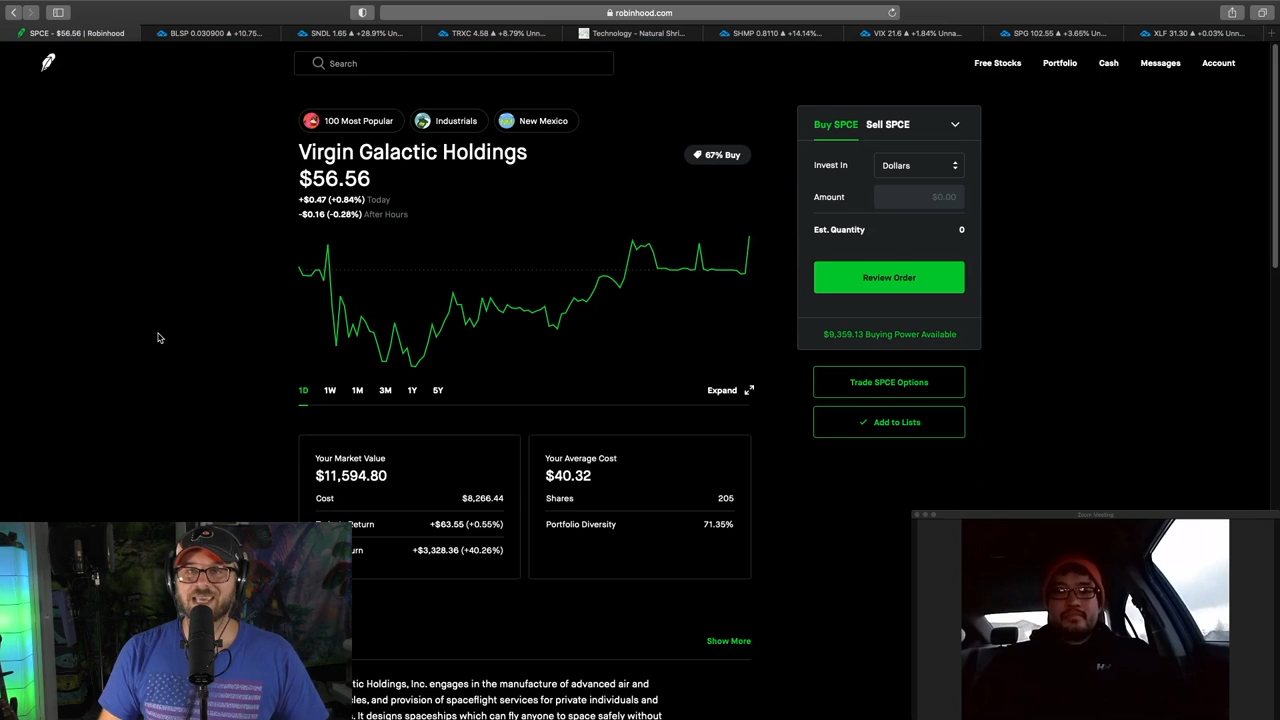 robinhood.com
SPCE - $56.56 | Robinhood
BLSP 0.030900 ▲ +10.75...
SNDL 1.65 ▲ +28.91% Un...
TRXC 4.58 ▲ +8.79% Unn...
Technology - Natural Shri...
SHMP 0.8110 ▲ +14.14%...
VIX 21.6 ▲ +1.84% Unna...
SPG 102.55 ▲ +3.65% Un...
XLF 31.30 ▲ +0.03% Unn...
Search
Free Stocks
Portfolio
Cash
Messages
Account
100 Most Popular
Industrials
New Mexico
Virgin Galactic Holdings
67% Buy
$56.56
+$0.47 (+0.84%) Today
-$0.16 (-0.28%) After Hours
1D 1W 1M 3M 1Y 5Y
Expand
Your Market Value
$11,594.80
Cost $8,266.44
Return +$63.55 (+0.55%)
+$3,328.36 (+40.26%)
Your Average Cost
$40.32
Shares 205
Portfolio Diversity 71.35%
Show More
Holdings, Inc. engages in the manufacture of advanced air and
and provision of spaceflight services for private individuals and
It designs spaceships which can fly anyone to space safely without
Buy SPCE Sell SPCE
Invest In Dollars
Amount $0.00
Est. Quantity 0
Review Order
$9,359.13 Buying Power Available
Trade SPCE Options
Add to Lists
Zoom Meeting